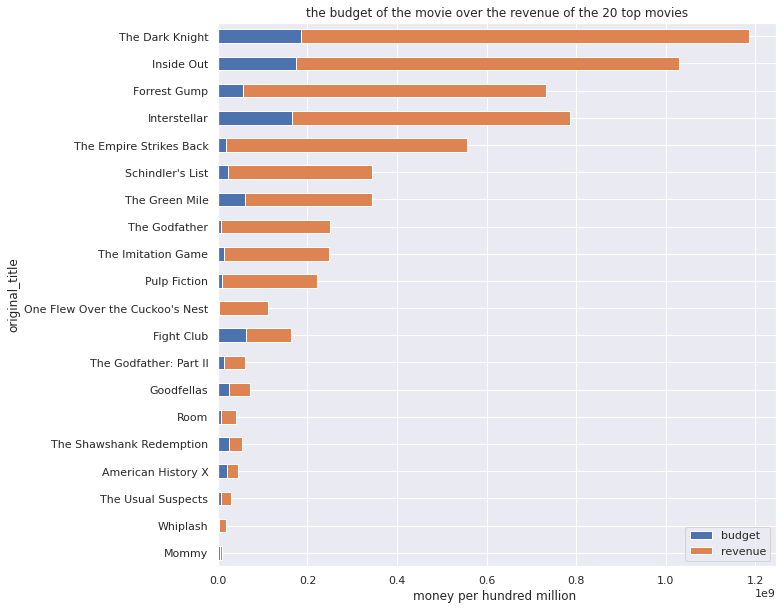 the budget of the movie over the revenue of the 20 top movies
original_title
The Dark Knight
Inside Out
Forrest Gump
Interstellar
The Empire Strikes Back
Schindler's List
The Green Mile
The Godfather
The Imitation Game
Pulp Fiction
One Flew Over the Cuckoo's Nest
Fight Club
The Godfather: Part II
Goodfellas
Room
The Shawshank Redemption
American History X
The Usual Suspects
Whiplash
Mommy
budget
revenue
0.0 0.2 0.4 0.6 0.8 1.0 1.2
1e9
money per hundred million